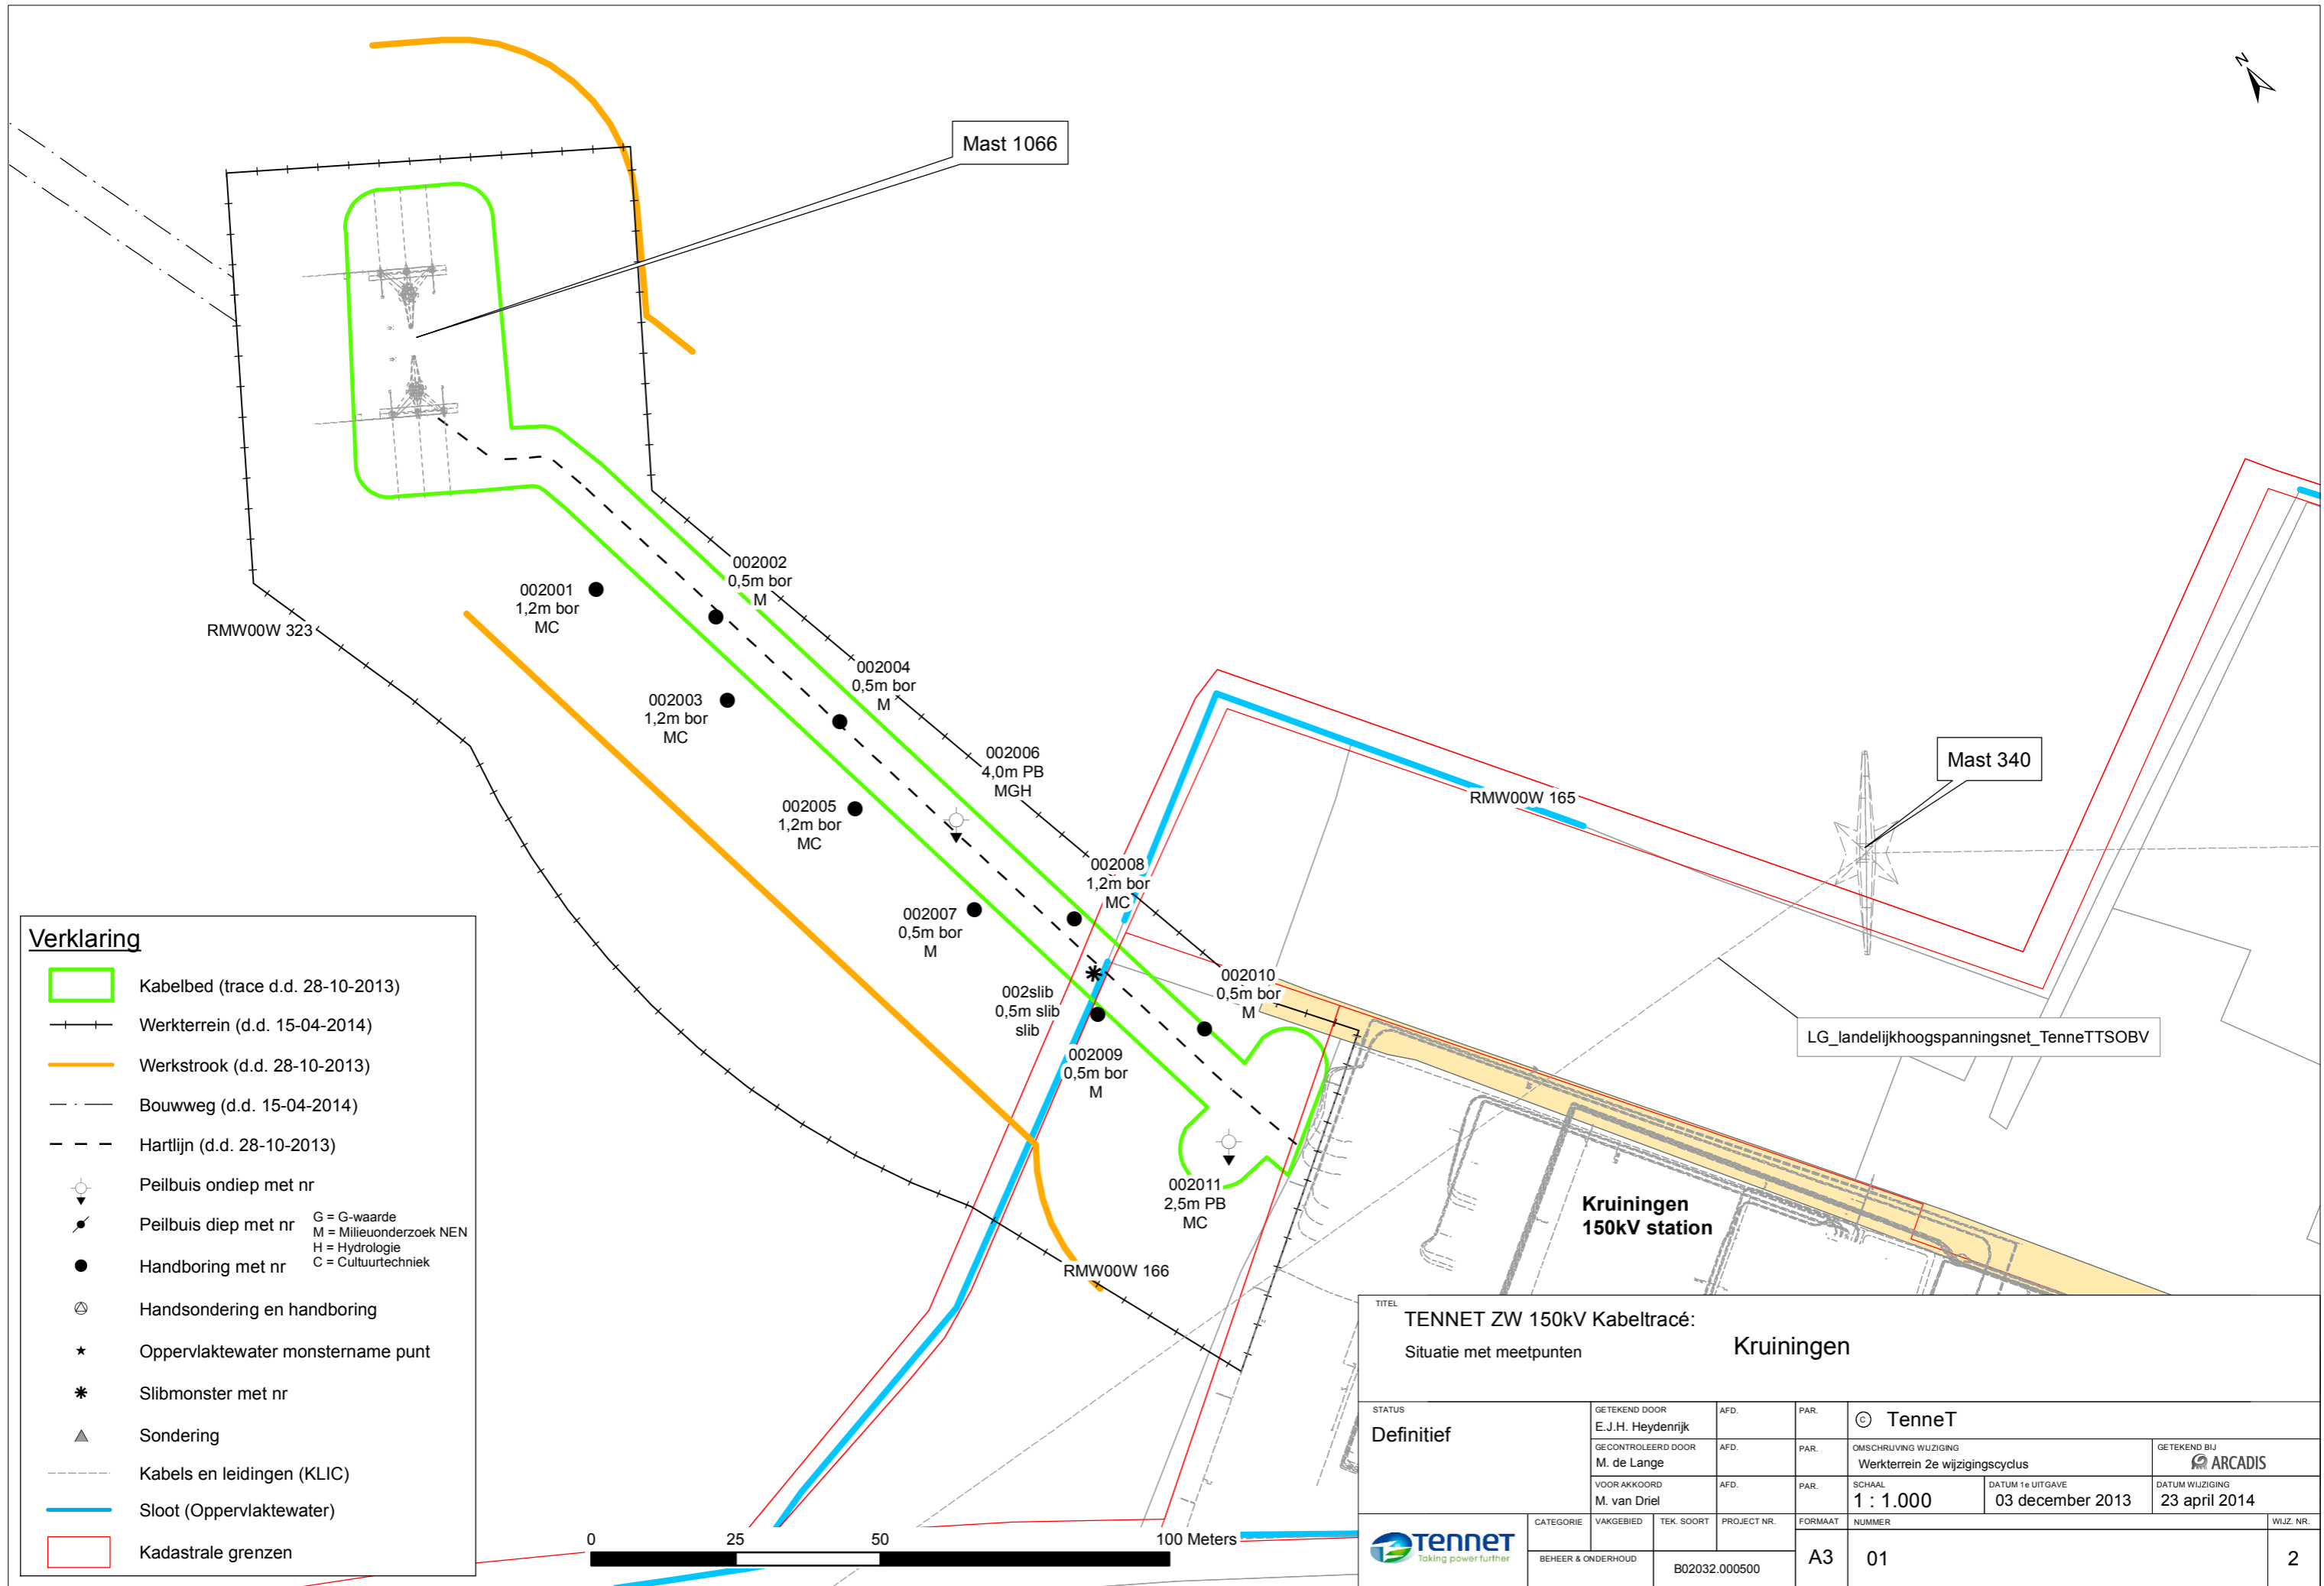 N
Mast 1066
002002
0,5m bor
M
002001
1,2m bor
MC
RMW00W 323
002004
0,5m bor
M
002003
1,2m bor
MC
002006
4,0m PB
MGH
Mast 340
RMW00W 165
002005
1,2m bor
MC
002008
1,2m bor
MC
002007
0,5m bor
M
002010
0,5m bor
M
002slib
0,5m slib
slib
LG_landelijkhoogspanningsnet_TenneTTSOBV
002009
0,5m bor
M
002011
2,5m PB
MC
Kruiningen
150kV station
RMW00W 166
Verklaring
Kabelbed (trace d.d. 28-10-2013)
Werkterrein (d.d. 15-04-2014)
Werkstrook (d.d. 28-10-2013)
Bouwweg (d.d. 15-04-2014)
Hartlijn (d.d. 28-10-2013)
Peilbuis ondiep met nr
Peilbuis diep met nr
G = G-waarde
M = Milieuonderzoek NEN
H = Hydrologie
C = Cultuurtechniek
Handboring met nr
Handsondering en handboring
Oppervlaktewater monstername punt
Slibmonster met nr
Sondering
Kabels en leidingen (KLIC)
Sloot (Oppervlaktewater)
Kadastrale grenzen
0 25 50 100 Meters
TITEL
TENNET ZW 150kV Kabeltracé:
Situatie met meetpunten
Kruiningen
STATUS
Definitief
GETEKEND DOOR
E.J.H. Heydenrijk
AFD.
PAR.
© TenneT
GECONTROLEERD DOOR
M. de Lange
AFD.
PAR.
OMSCHRIJVING WIJZIGING
Werkterrein 2e wijzigingscyclus
GETEKEND BIJ
ARCADIS
VOOR AKKOORD
M. van Driel
AFD.
PAR.
SCHAAL
1 : 1.000
DATUM 1e UITGAVE
03 december 2013
DATUM WIJZIGING
23 april 2014
TENNET
Taking power further
CATEGORIE
VAKGEBIED
TEK. SOORT
PROJECT NR.
BEHEER & ONDERHOUD
B02032.000500
FORMAAT
A3
NUMMER
01
WIJZ. NR.
2